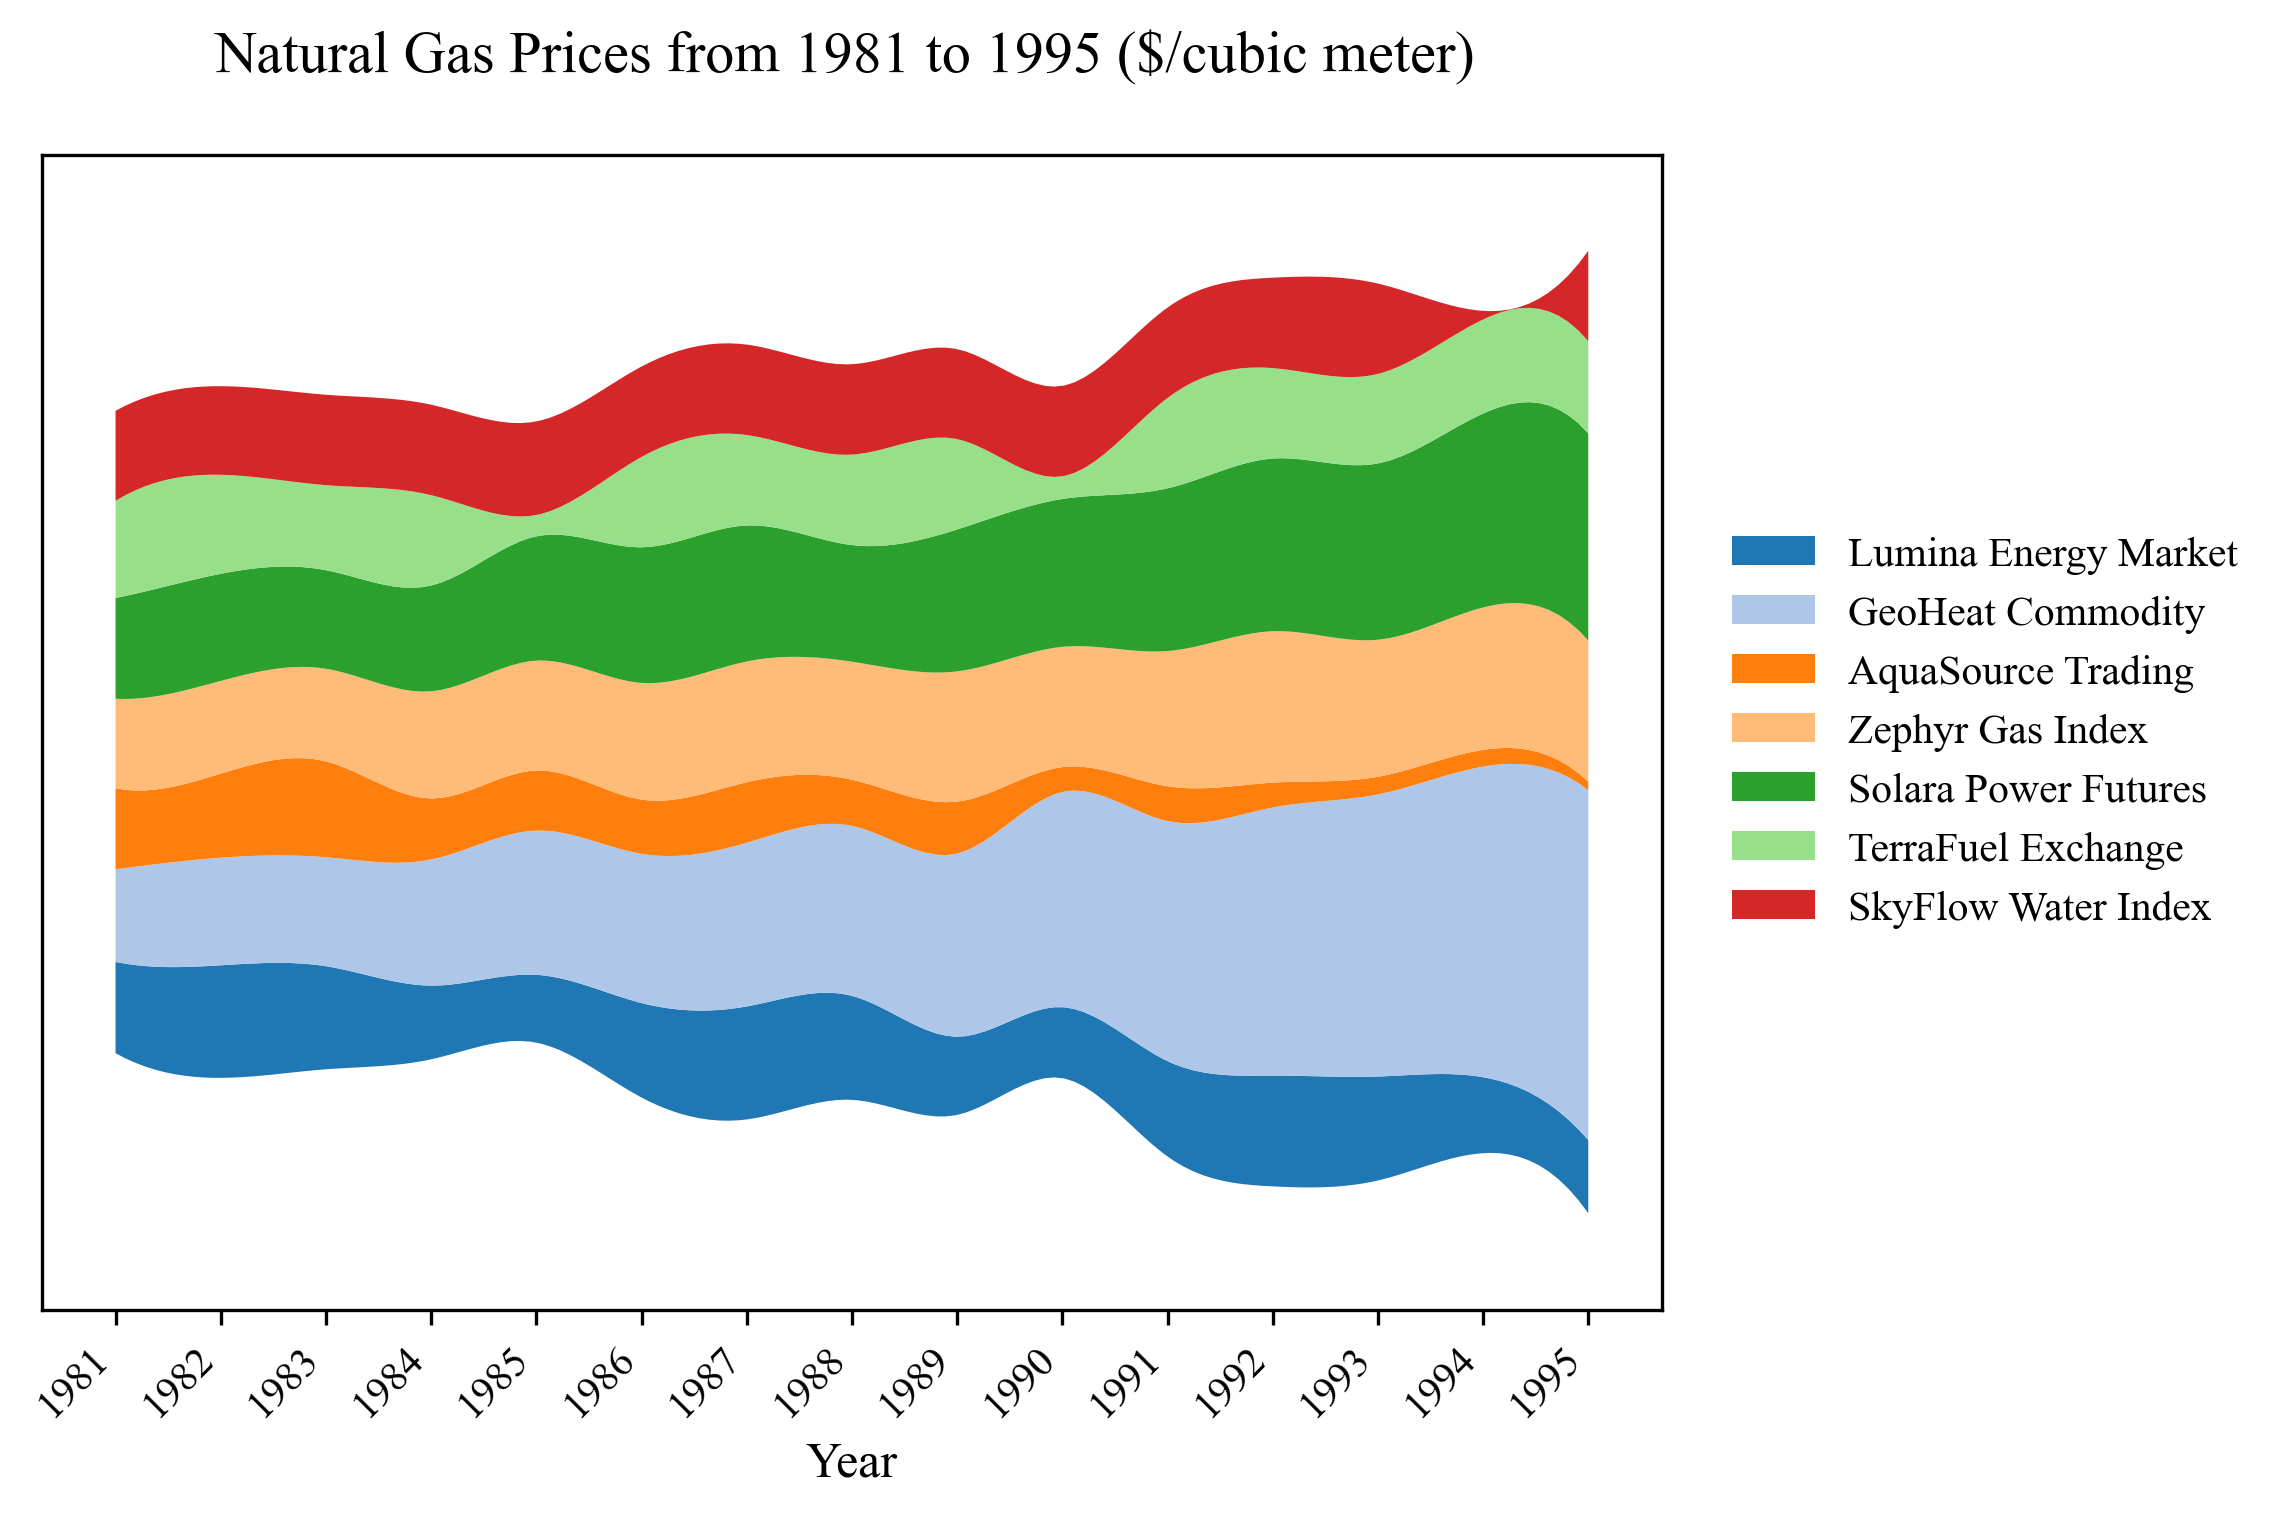 Natural Gas Prices from 1981 to 1995 ($/cubic meter)
Lumina Energy Market
GeoHeat Commodity
AquaSource Trading
Zephyr Gas Index
Solara Power Futures
TerraFuel Exchange
SkyFlow Water Index
1981
1982
1983
1984
1985
1986
1987
1988
1989
1990
1991
1992
1993
1994
1995
Year